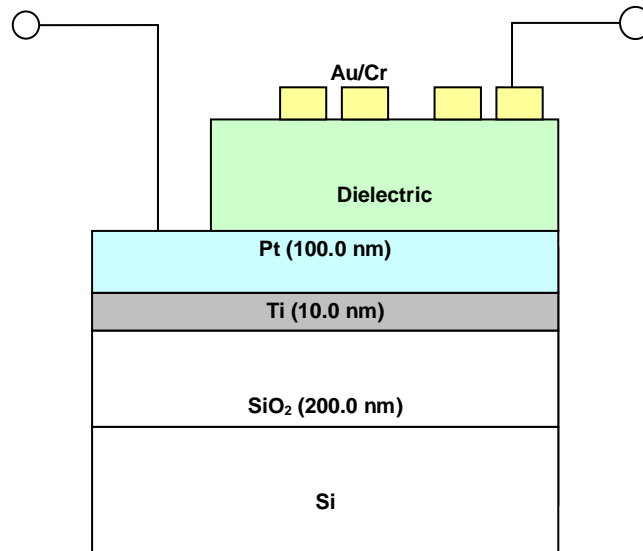 Au/Cr
Dielectric
Pt (100.0 nm)
Ti (10.0 nm)
SiO₂ (200.0 nm)
Si